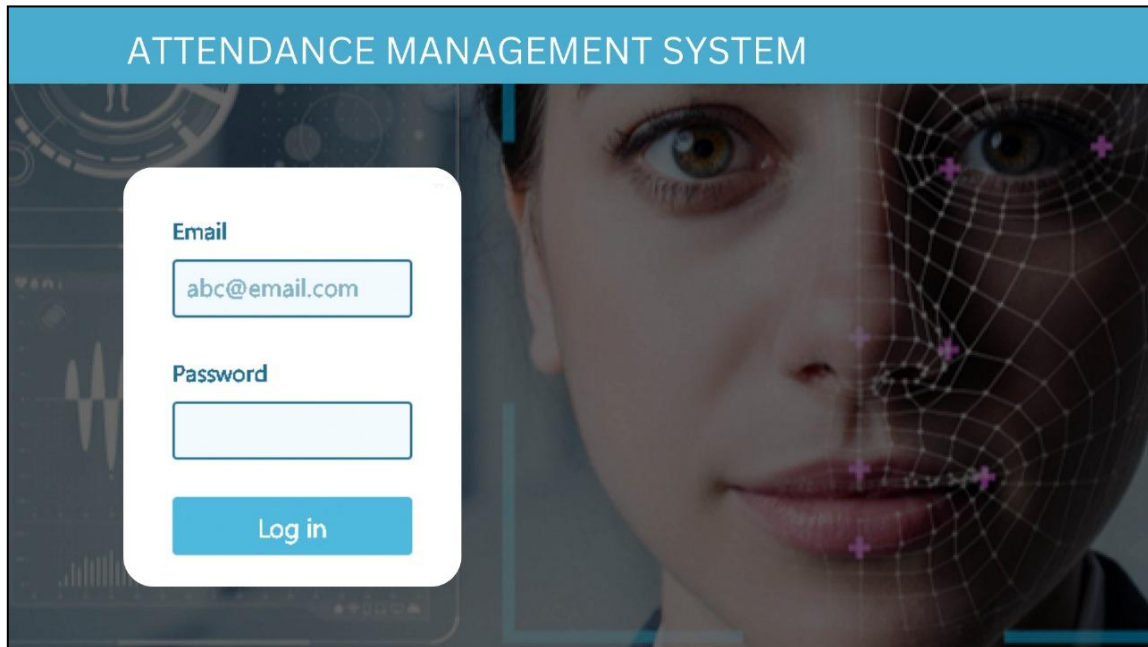 ATTENDANCE MANAGEMENT SYSTEM
Email
abc@email.com
Password
Log in